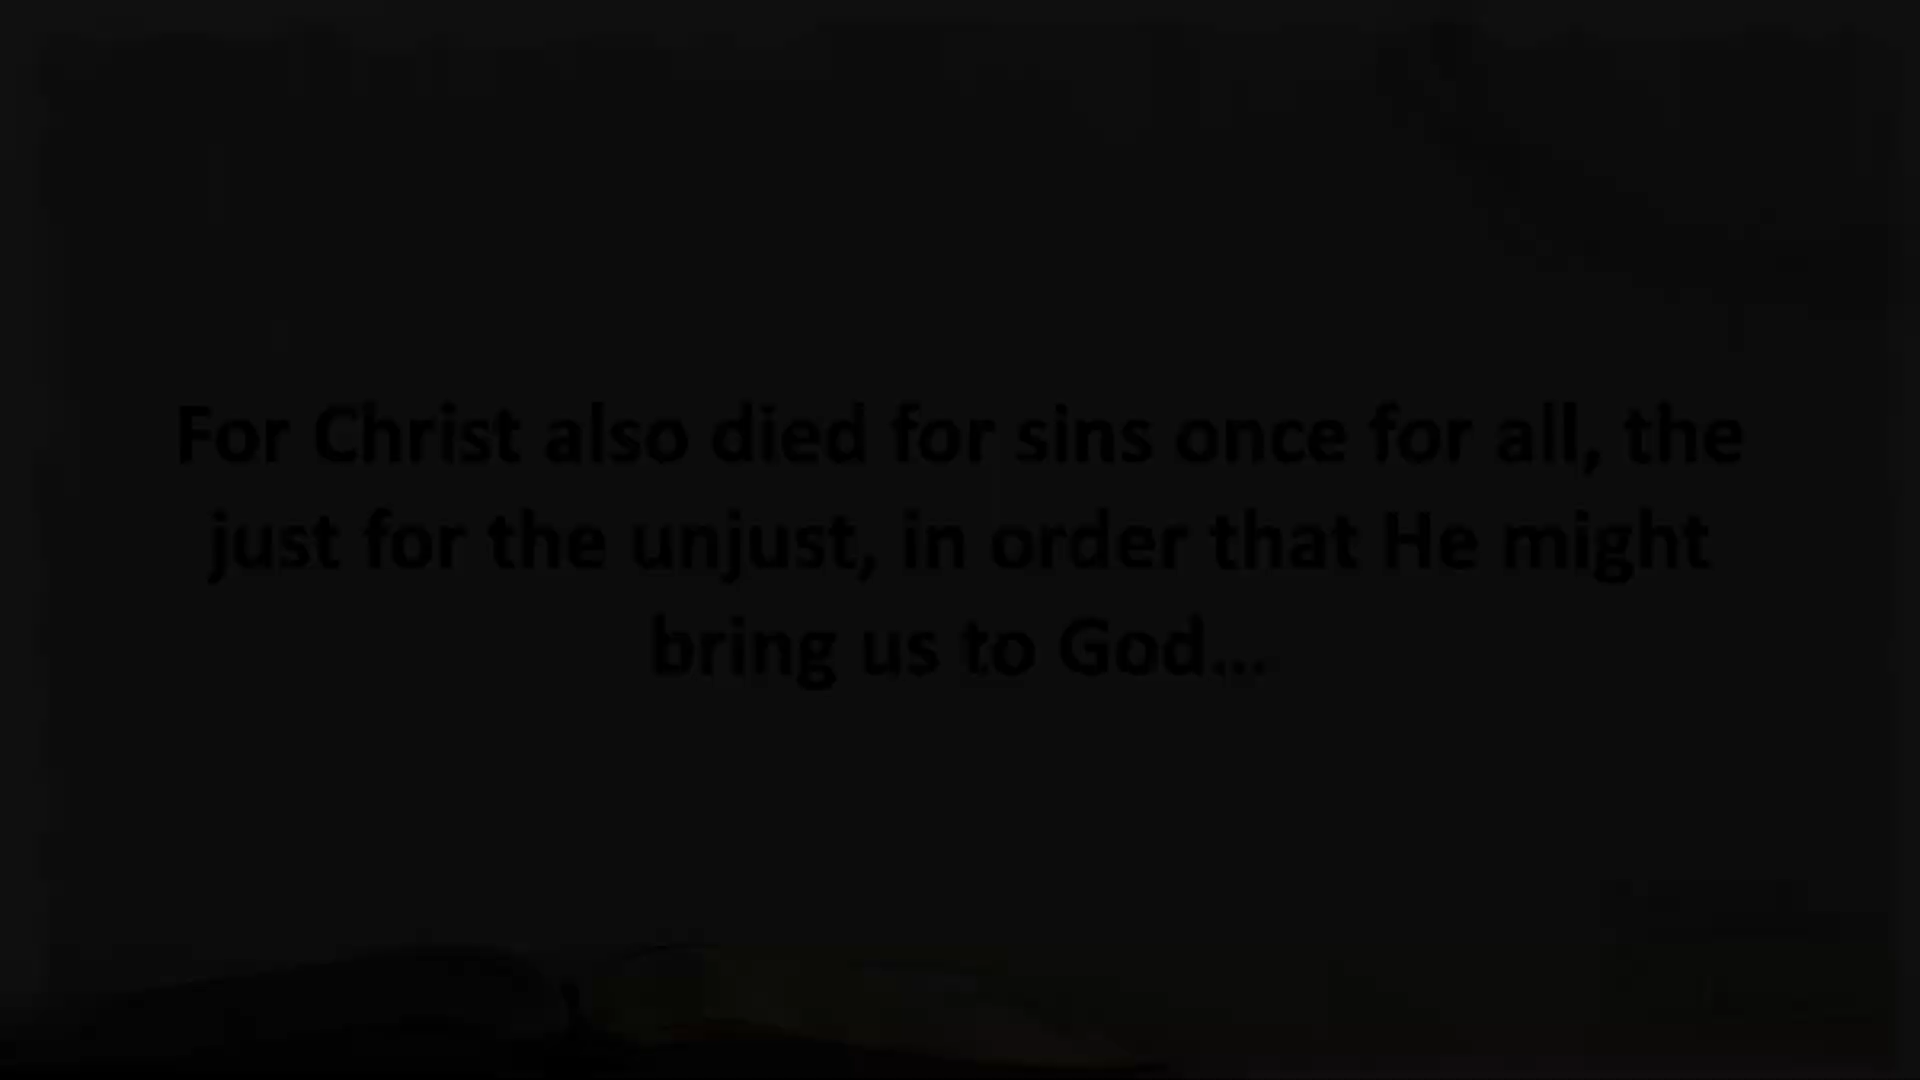 For Christ also died for sins once for all, the
just for the unjust, in order that He might
bring us to God...